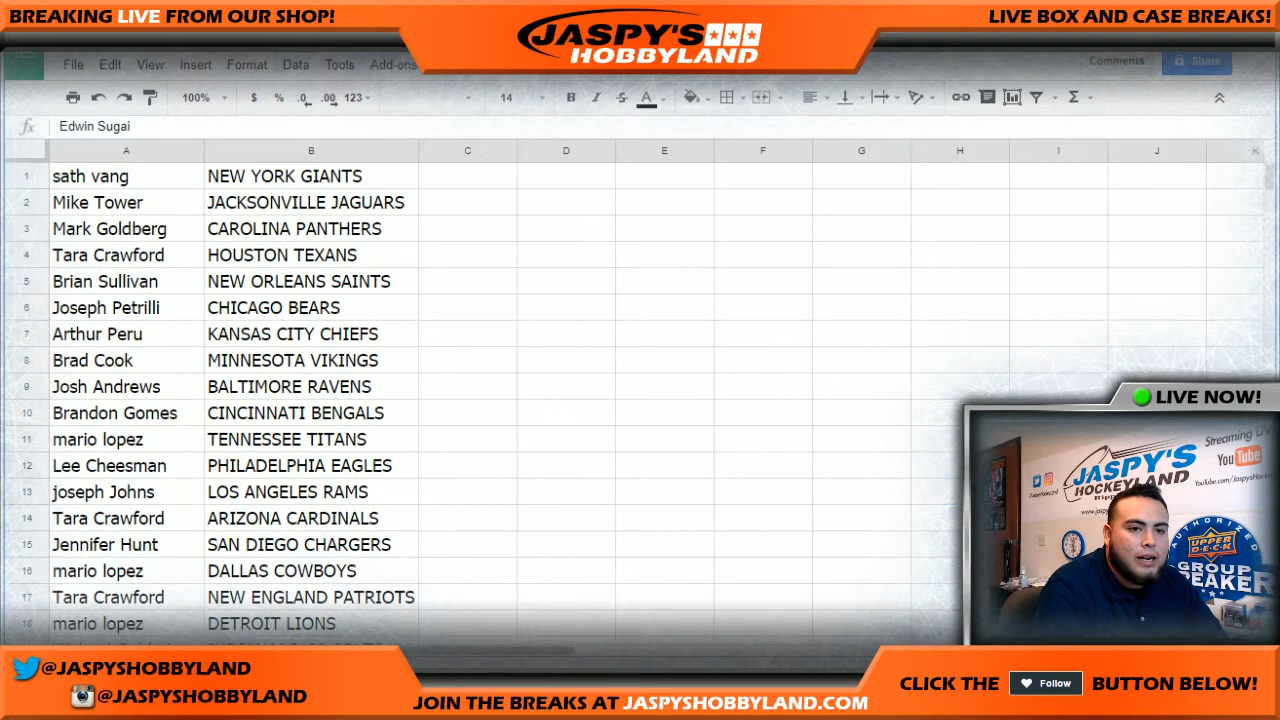 BREAKING LIVE FROM OUR SHOP!
JASPY'S
HOBBYLAND
LIVE BOX AND CASE BREAKS!
File Edit View Insert Format Data Tools Add-ons
Comments
Share
100% $ % .0 .00 123 14 B I S A
fx Edwin Sugai
A B C D E F G H I J K
1 sath vang NEW YORK GIANTS
2 Mike Tower JACKSONVILLE JAGUARS
3 Mark Goldberg CAROLINA PANTHERS
4 Tara Crawford HOUSTON TEXANS
5 Brian Sullivan NEW ORLEANS SAINTS
6 Joseph Petrilli CHICAGO BEARS
7 Arthur Peru KANSAS CITY CHIEFS
8 Brad Cook MINNESOTA VIKINGS
9 Josh Andrews BALTIMORE RAVENS
10 Brandon Gomes CINCINNATI BENGALS
11 mario lopez TENNESSEE TITANS
12 Lee Cheesman PHILADELPHIA EAGLES
13 joseph Johns LOS ANGELES RAMS
14 Tara Crawford ARIZONA CARDINALS
15 Jennifer Hunt SAN DIEGO CHARGERS
16 mario lopez DALLAS COWBOYS
17 Tara Crawford NEW ENGLAND PATRIOTS
18 mario lopez DETROIT LIONS
LIVE NOW!
Streaming LIVE
YouTube
JASPY'S
HOCKEYLAND
AUTHORIZED
UPPER
DECK
GROUP
BREAKER
@JASPYSHOBBYLAND
@JASPYSHOBBYLAND
JOIN THE BREAKS AT JASPYSHOBBYLAND.COM
CLICK THE Follow BUTTON BELOW!